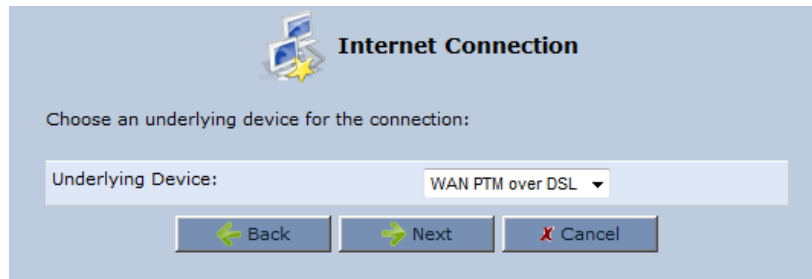 Internet Connection
Choose an underlying device for the connection:
Underlying Device: WAN PTM over DSL
Back Next Cancel